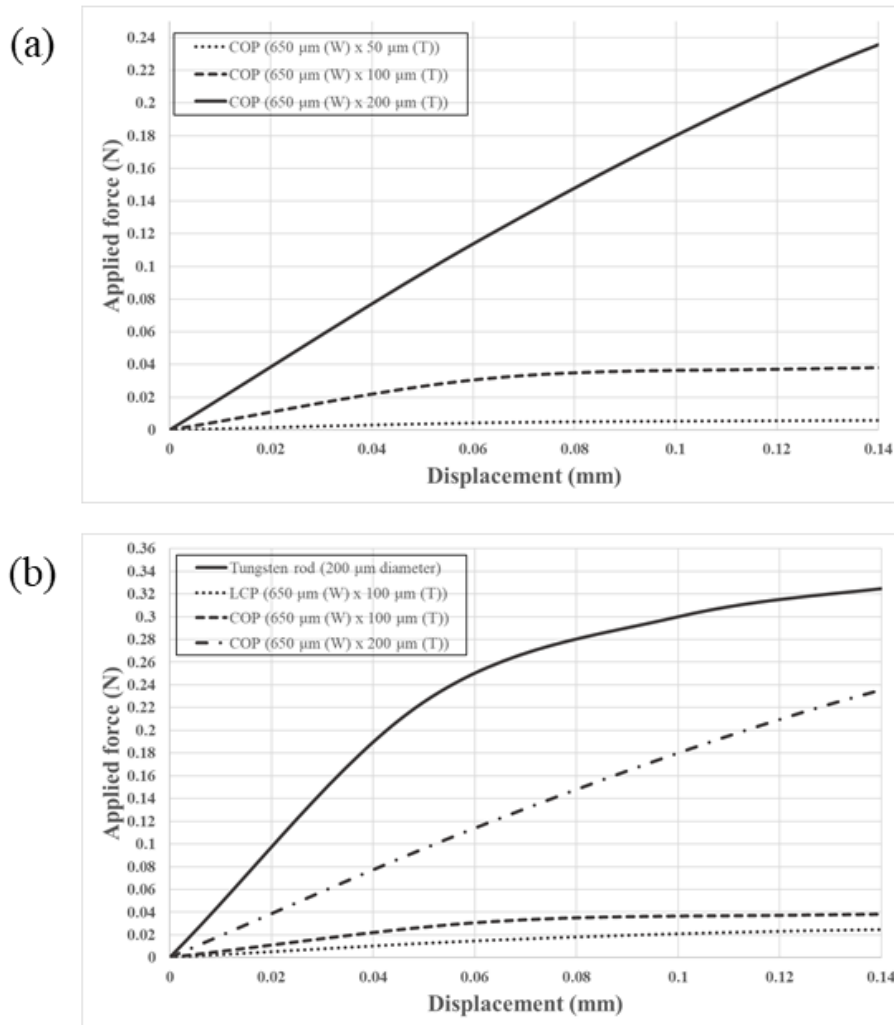 (a)
0.24
0.22
0.2
0.18
0.16
0.14
0.12
0.1
0.08
0.06
0.04
0.02
0
Applied force (N)
COP (650 µm (W) x 50 µm (T))
COP (650 µm (W) x 100 µm (T))
COP (650 µm (W) x 200 µm (T))
0 0.02 0.04 0.06 0.08 0.1 0.12 0.14
Displacement (mm)
(b)
0.36
0.34
0.32
0.3
0.28
0.26
0.24
0.22
0.2
0.18
0.16
0.14
0.12
0.1
0.08
0.06
0.04
0.02
0
Applied force (N)
Tungsten rod (200 µm diameter)
LCP (650 µm (W) x 100 µm (T))
COP (650 µm (W) x 100 µm (T))
COP (650 µm (W) x 200 µm (T))
0 0.02 0.04 0.06 0.08 0.1 0.12 0.14
Displacement (mm)